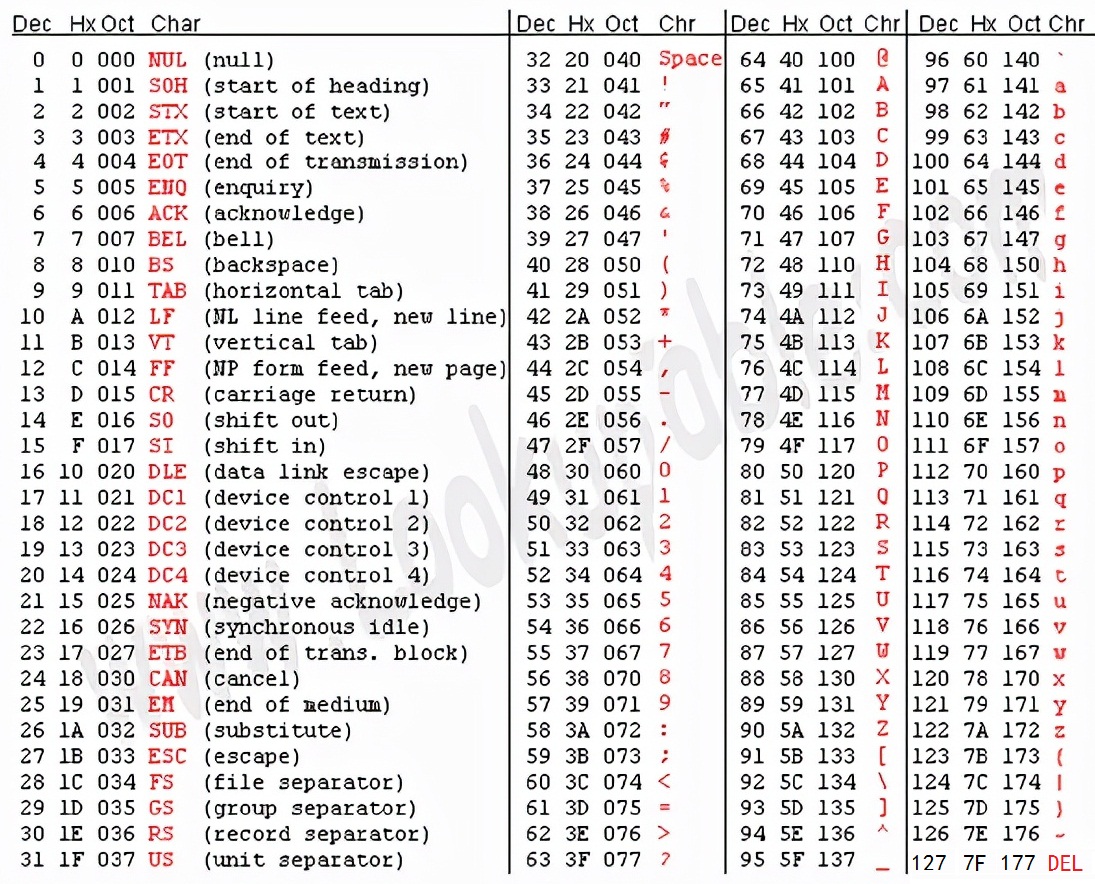 Dec Hx Oct Char Dec Hx Oct Chr Dec Hx Oct Chr Dec Hx Oct Chr
0 0 000 NUL (null) 32 20 040 Space 64 40 100 @ 96 60 140 `
1 1 001 SOH (start of heading) 33 21 041 ! 65 41 101 A 97 61 141 a
2 2 002 STX (start of text) 34 22 042 " 66 42 102 B 98 62 142 b
3 3 003 ETX (end of text) 35 23 043 # 67 43 103 C 99 63 143 c
4 4 004 EOT (end of transmission) 36 24 044 $ 68 44 104 D 100 64 144 d
5 5 005 ENQ (enquiry) 37 25 045 % 69 45 105 E 101 65 145 e
6 6 006 ACK (acknowledge) 38 26 046 & 70 46 106 F 102 66 146 f
7 7 007 BEL (bell) 39 27 047 ' 71 47 107 G 103 67 147 g
8 8 010 BS (backspace) 40 28 050 ( 72 48 110 H 104 68 150 h
9 9 011 TAB (horizontal tab) 41 29 051 ) 73 49 111 I 105 69 151 i
10 A 012 LF (NL line feed, new line) 42 2A 052 * 74 4A 112 J 106 6A 152 j
11 B 013 VT (vertical tab) 43 2B 053 + 75 4B 113 K 107 6B 153 k
12 C 014 FF (NP form feed, new page) 44 2C 054 , 76 4C 114 L 108 6C 154 l
13 D 015 CR (carriage return) 45 2D 055 - 77 4D 115 M 109 6D 155 m
14 E 016 SO (shift out) 46 2E 056 . 78 4E 116 N 110 6E 156 n
15 F 017 SI (shift in) 47 2F 057 / 79 4F 117 O 111 6F 157 o
16 10 020 DLE (data link escape) 48 30 060 0 80 50 120 P 112 70 160 p
17 11 021 DC1 (device control 1) 49 31 061 1 81 51 121 Q 113 71 161 q
18 12 022 DC2 (device control 2) 50 32 062 2 82 52 122 R 114 72 162 r
19 13 023 DC3 (device control 3) 51 33 063 3 83 53 123 S 115 73 163 s
20 14 024 DC4 (device control 4) 52 34 064 4 84 54 124 T 116 74 164 t
21 15 025 NAK (negative acknowledge) 53 35 065 5 85 55 125 U 117 75 165 u
22 16 026 SYN (synchronous idle) 54 36 066 6 86 56 126 V 118 76 166 v
23 17 027 ETB (end of trans. block) 55 37 067 7 87 57 127 W 119 77 167 w
24 18 030 CAN (cancel) 56 38 070 8 88 58 130 X 120 78 170 x
25 19 031 EM (end of medium) 57 39 071 9 89 59 131 Y 121 79 171 y
26 1A 032 SUB (substitute) 58 3A 072 : 90 5A 132 Z 122 7A 172 z
27 1B 033 ESC (escape) 59 3B 073 ; 91 5B 133 [ 123 7B 173 {
28 1C 034 FS (file separator) 60 3C 074 < 92 5C 134 \ 124 7C 174 |
29 1D 035 GS (group separator) 61 3D 075 = 93 5D 135 ] 125 7D 175 }
30 1E 036 RS (record separator) 62 3E 076 > 94 5E 136 ^ 126 7E 176 ~
31 1F 037 US (unit separator) 63 3F 077 ? 95 5F 137 _ 127 7F 177 DEL